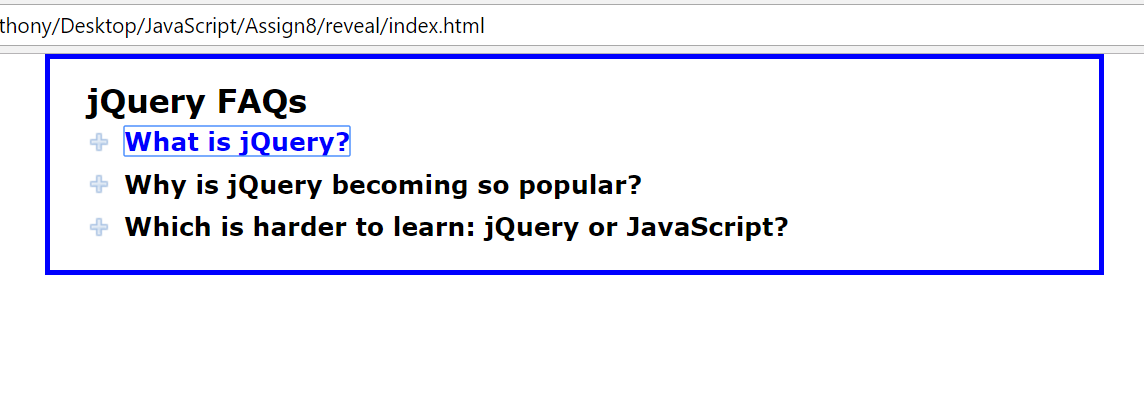 thony/Desktop/JavaScript/Assign8/reveal/index.html
jQuery FAQs
What is jQuery?
Why is jQuery becoming so popular?
Which is harder to learn: jQuery or JavaScript?